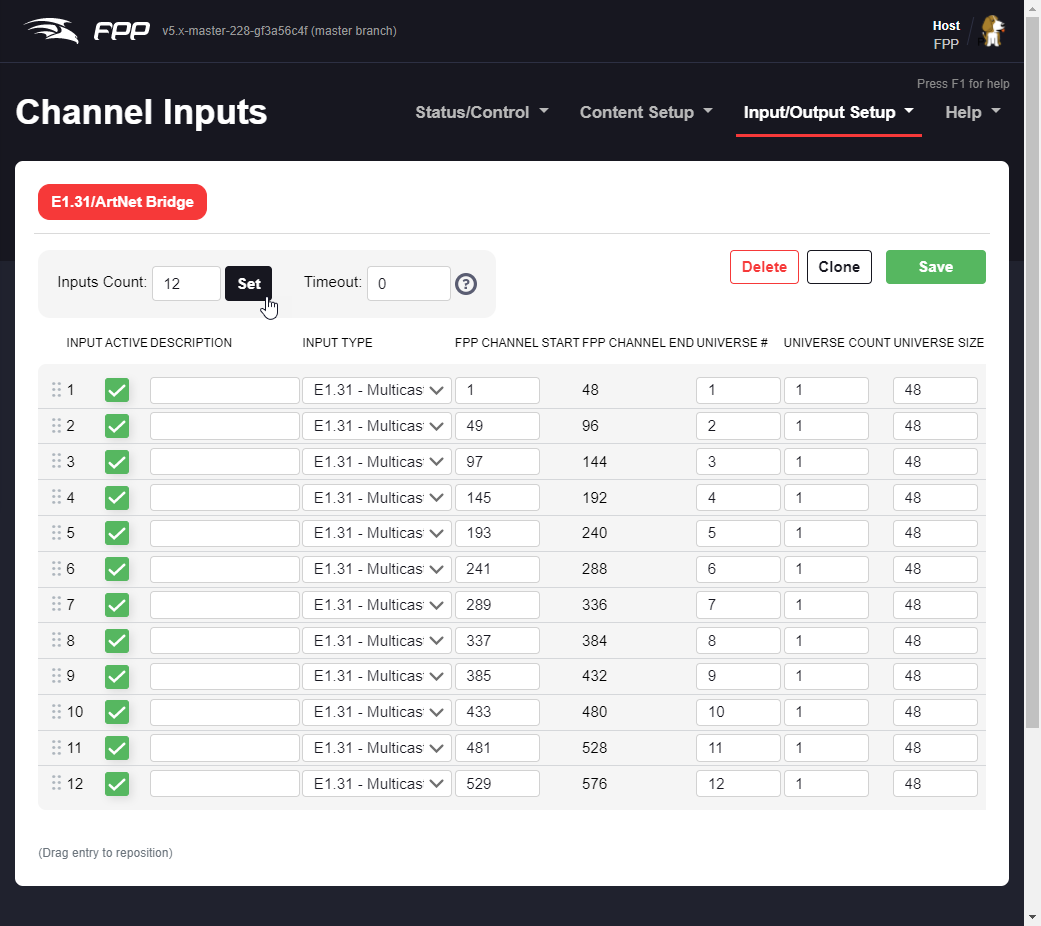 FPP v5.x-master-228-gf3a56c4f (master branch)
Host
FPP
Press F1 for help
Channel Inputs Status/Control Content Setup Input/Output Setup Help
E1.31/ArtNet Bridge
Inputs Count: 12 Set Timeout: 0 ? Delete Clone Save
INPUT ACTIVE DESCRIPTION INPUT TYPE FPP CHANNEL START FPP CHANNEL END UNIVERSE # UNIVERSE COUNT UNIVERSE SIZE
1 E1.31 - Multicas 1 48 1 1 48
2 E1.31 - Multicas 49 96 2 1 48
3 E1.31 - Multicas 97 144 3 1 48
4 E1.31 - Multicas 145 192 4 1 48
5 E1.31 - Multicas 193 240 5 1 48
6 E1.31 - Multicas 241 288 6 1 48
7 E1.31 - Multicas 289 336 7 1 48
8 E1.31 - Multicas 337 384 8 1 48
9 E1.31 - Multicas 385 432 9 1 48
10 E1.31 - Multicas 433 480 10 1 48
11 E1.31 - Multicas 481 528 11 1 48
12 E1.31 - Multicas 529 576 12 1 48
(Drag entry to reposition)